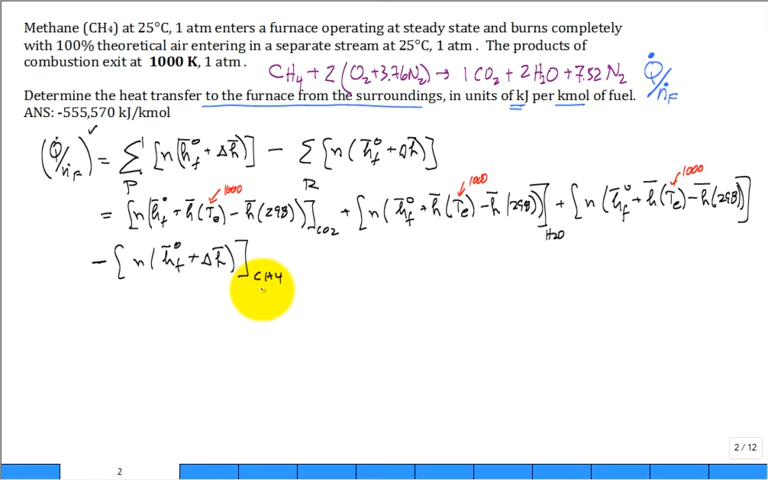 Methane (CH4) at 25°C, 1 atm enters a furnace operating at steady state and burns completely
with 100% theoretical air entering in a separate stream at 25°C, 1 atm . The products of
combustion exit at 1000 K, 1 atm .
CH4 + 2 (O2 + 3.76N2) → 1 CO2 + 2 H2O + 7.52 N2
Determine the heat transfer to the furnace from the surroundings, in units of kJ per kmol of fuel. Q̇/ṅF
ANS: -555,570 kJ/kmol
(Q̇/ṅF) ✓ = Σ P [n(h̄f° + Δh̄)] − Σ R [n(h̄f° + Δh̄)]
1000 1000 1000
= [n(h̄f° + h̄(Te) − h̄(298))]CO2 + [n(h̄f° + h̄(Te) − h̄(298))]H2O + [n(h̄f° + h̄(Te) − h̄(298))]
− [n(h̄f° + Δh̄)]CH4
2 / 12
2